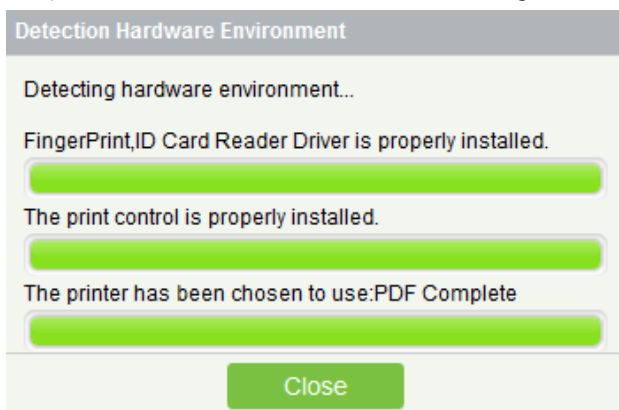 Detection Hardware Environment
Detecting hardware environment...
FingerPrint,ID Card Reader Driver is properly installed.
The print control is properly installed.
The printer has been chosen to use:PDF Complete
Close